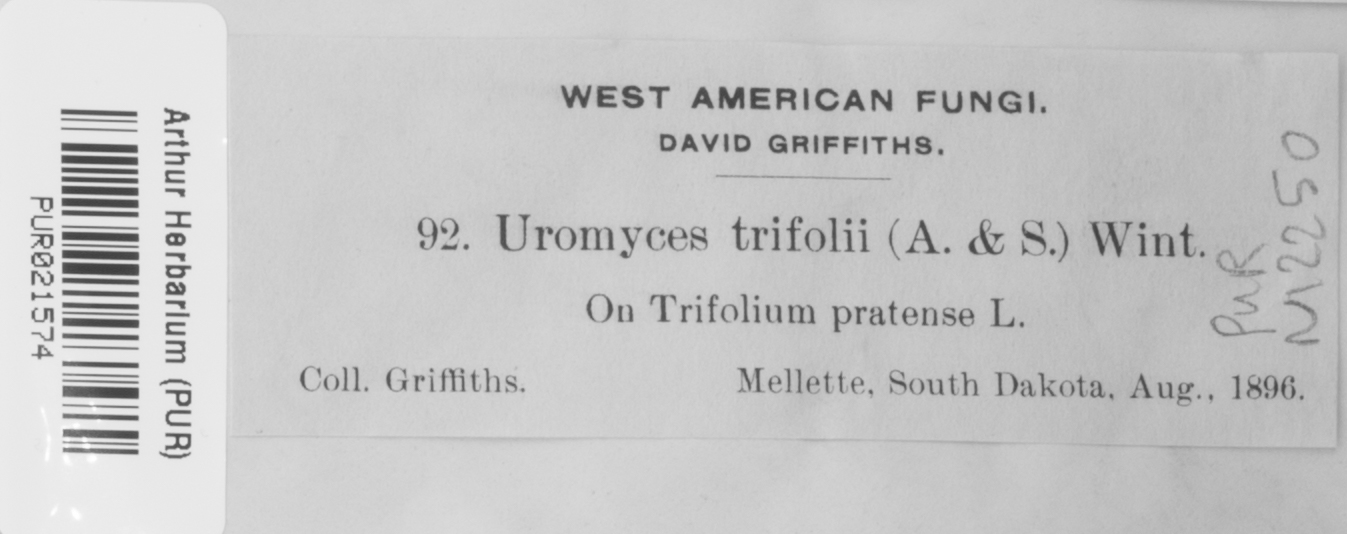 Arthur Herbarium (PUR)
PUR021574
WEST AMERICAN FUNGI.
DAVID GRIFFITHS.
92. Uromyces trifolii (A. & S.) Wint.
On Trifolium pratense L.
Coll. Griffiths.
Mellette, South Dakota, Aug., 1896.
PUR
N12250